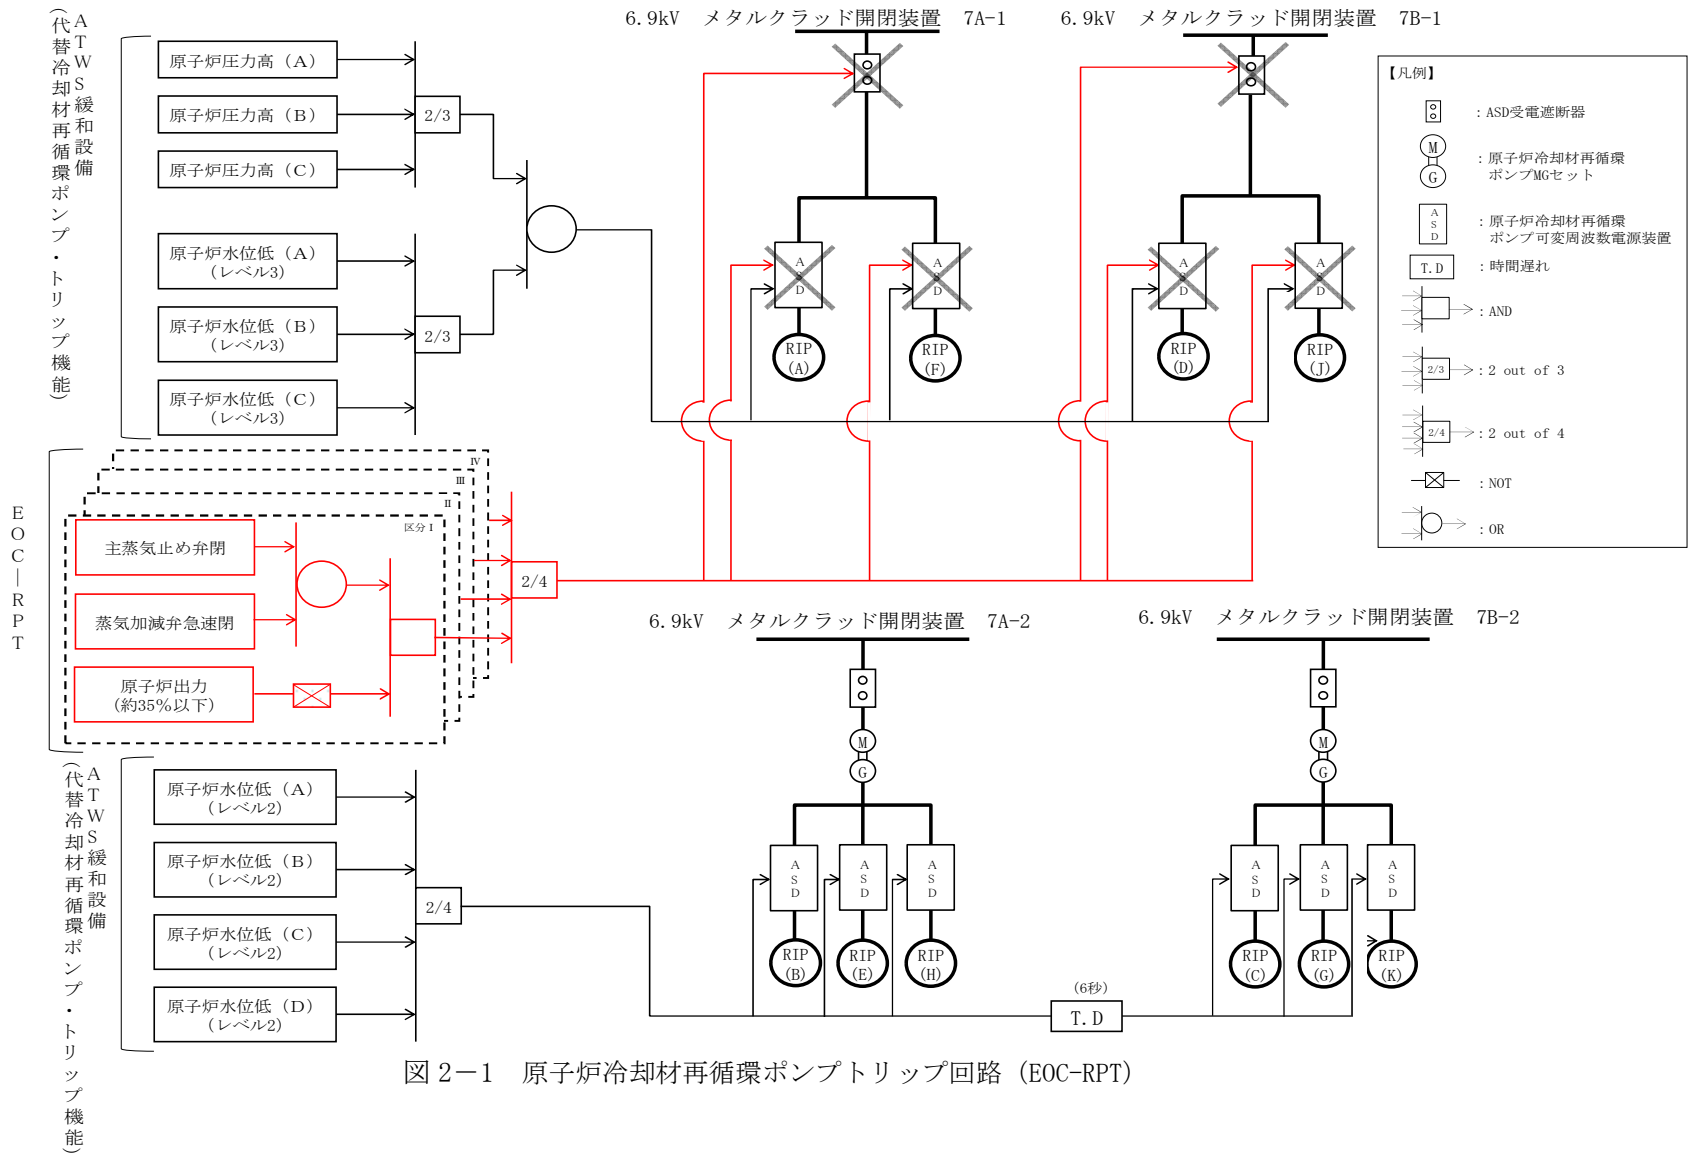 6.9kV　メタルクラッド開閉装置　7A-1
6.9kV　メタルクラッド開閉装置　7B-1
ATWS緩和設備
(代替冷却材再循環ポンプ・トリップ機能)
原子炉圧力高（A）
原子炉圧力高（B）
原子炉圧力高（C）
2/3
原子炉水位低（A）
(レベル3)
原子炉水位低（B）
(レベル3)
原子炉水位低（C）
(レベル3)
2/3
ASD
ASD
ASD
ASD
RIP
(A)
RIP
(F)
RIP
(D)
RIP
(J)
【凡例】
：ASD受電遮断器
M
G
：原子炉冷却材再循環
ポンプMGセット
ASD
：原子炉冷却材再循環
ポンプ可変周波数電源装置
T.D
：時間遅れ
：AND
2/3
：2 out of 3
2/4
：2 out of 4
：NOT
：OR
EOC―RPT
Ⅳ
Ⅲ
Ⅱ
区分Ⅰ
主蒸気止め弁閉
蒸気加減弁急速閉
原子炉出力
(約35%以下)
2/4
6.9kV　メタルクラッド開閉装置　7A-2
6.9kV　メタルクラッド開閉装置　7B-2
M
G
M
G
ATWS緩和設備
(代替冷却材再循環ポンプ・トリップ機能)
原子炉水位低（A）
(レベル2)
原子炉水位低（B）
(レベル2)
原子炉水位低（C）
(レベル2)
原子炉水位低（D）
(レベル2)
2/4
ASD
ASD
ASD
ASD
ASD
ASD
RIP
(B)
RIP
(E)
RIP
(H)
RIP
(C)
RIP
(G)
RIP
(K)
(6秒)
T.D
図 2－1　原子炉冷却材再循環ポンプトリップ回路（EOC-RPT）